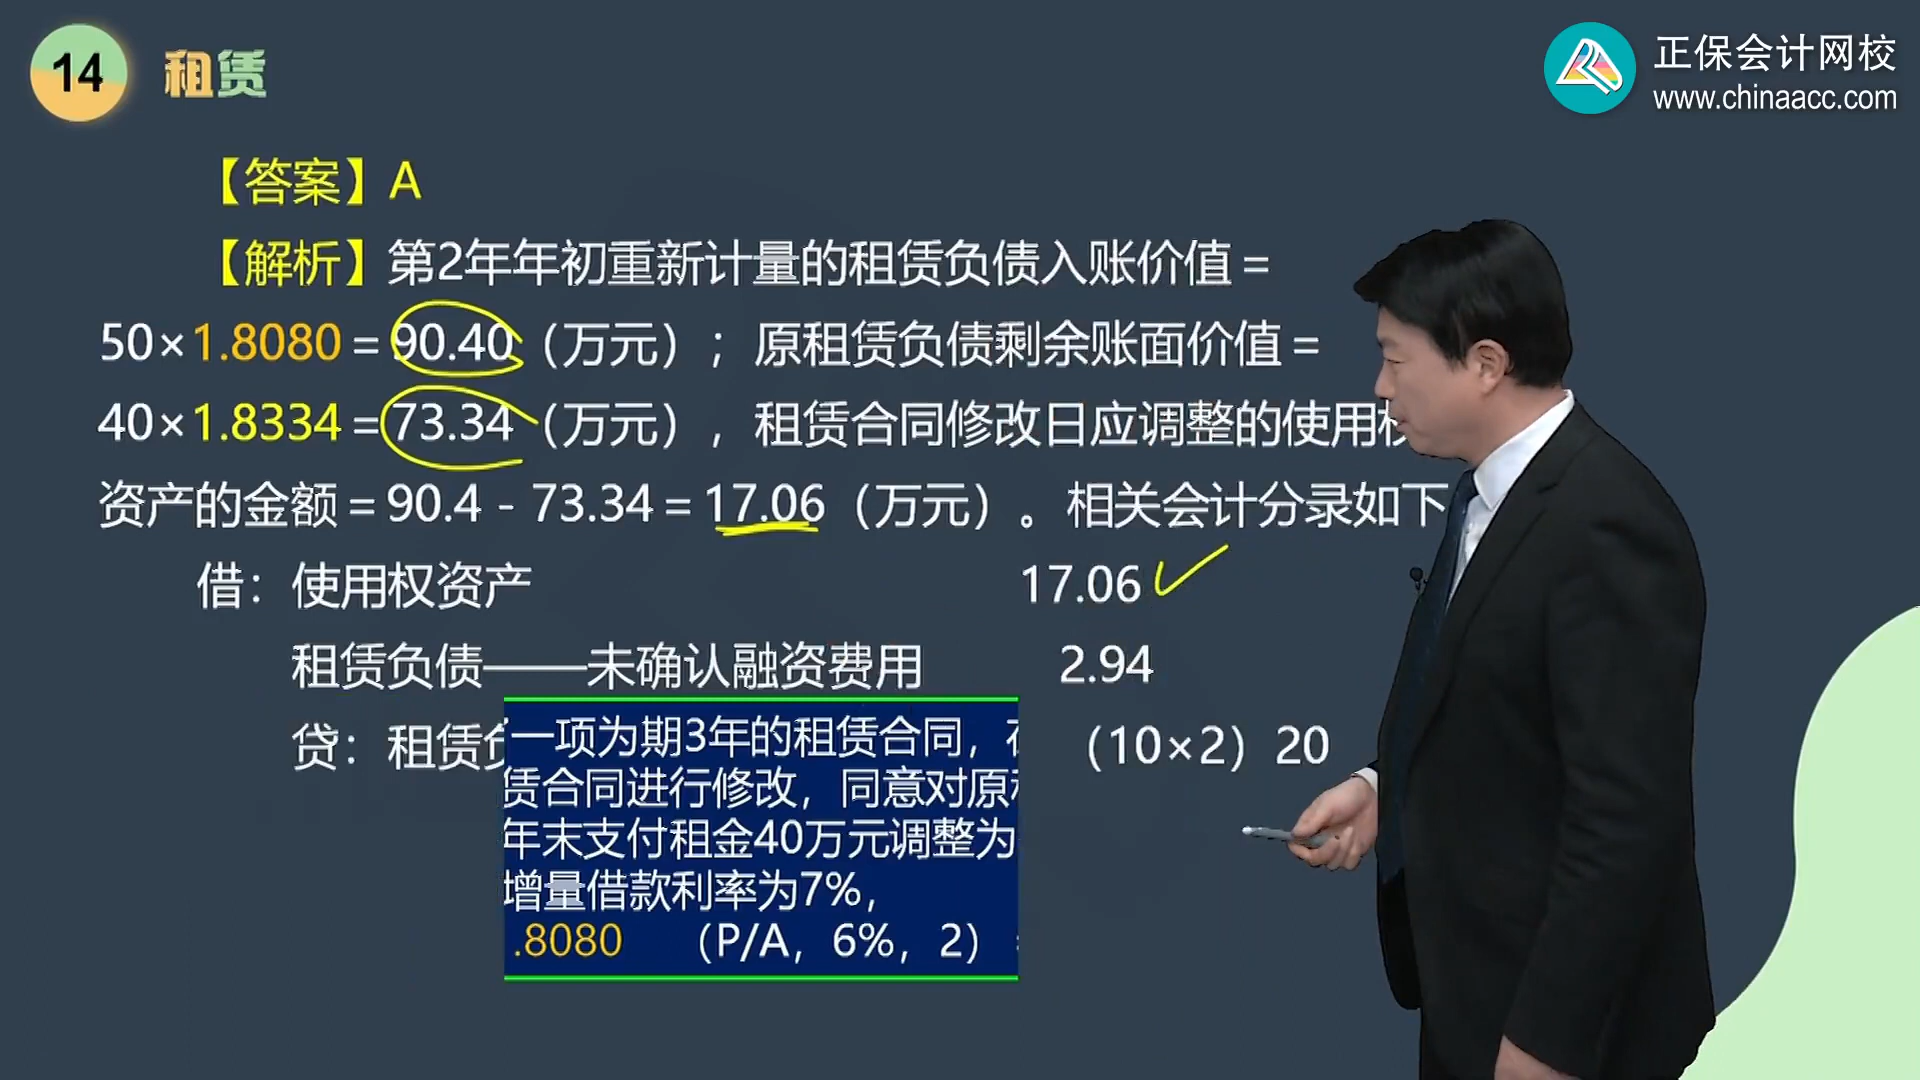 14 租赁
正保会计网校
www.chinaacc.com
【答案】A
【解析】第2年年初重新计量的租赁负债入账价值＝
50×1.8080＝90.40（万元）；原租赁负债剩余账面价值＝
40×1.8334＝73.34（万元），租赁合同修改日应调整的使用权
资产的金额＝90.4－73.34＝17.06（万元）。相关会计分录如下
借：使用权资产 17.06
租赁负债——未确认融资费用 2.94
贷：租赁负 （10×2）20
一项为期3年的租赁合同，
赁合同进行修改，同意对原
年末支付租金40万元调整为
增量借款利率为7%，
.8080 （P/A，6%，2）